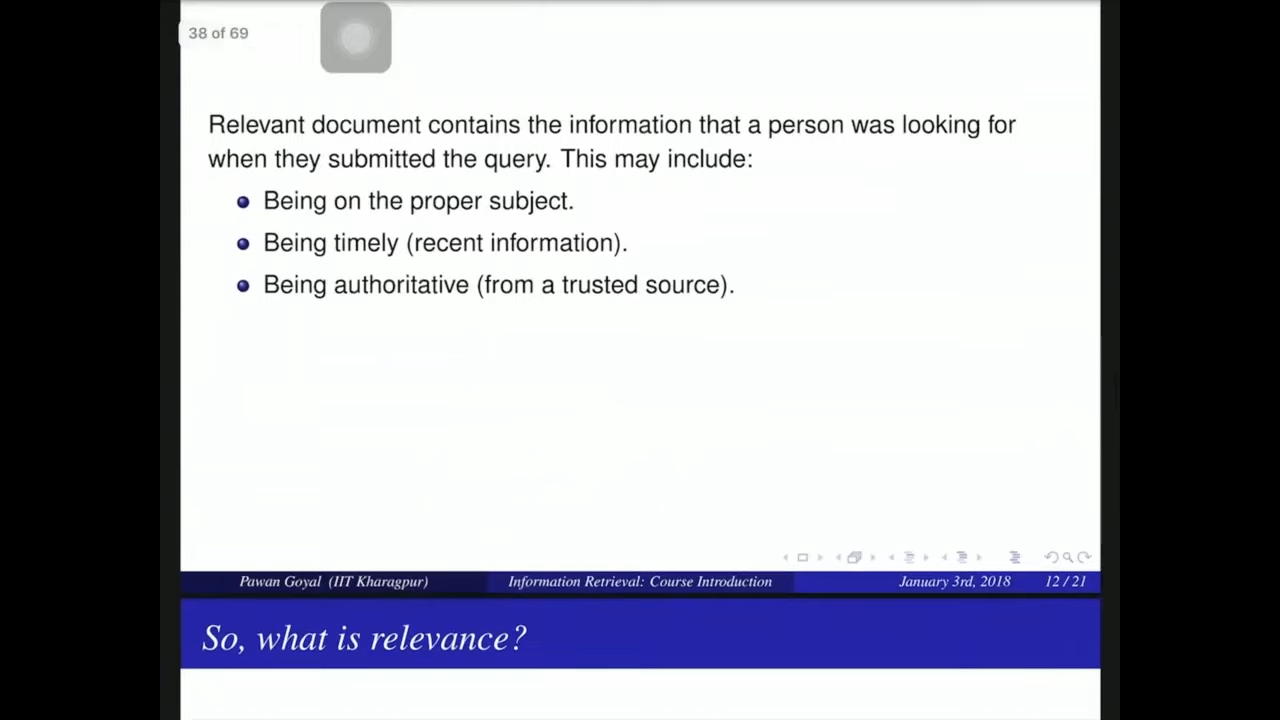 38 of 69
Relevant document contains the information that a person was looking for
when they submitted the query. This may include:
Being on the proper subject.
Being timely (recent information).
Being authoritative (from a trusted source).
Pawan Goyal (IIT Kharagpur) Information Retrieval: Course Introduction January 3rd, 2018 12 / 21
So, what is relevance?